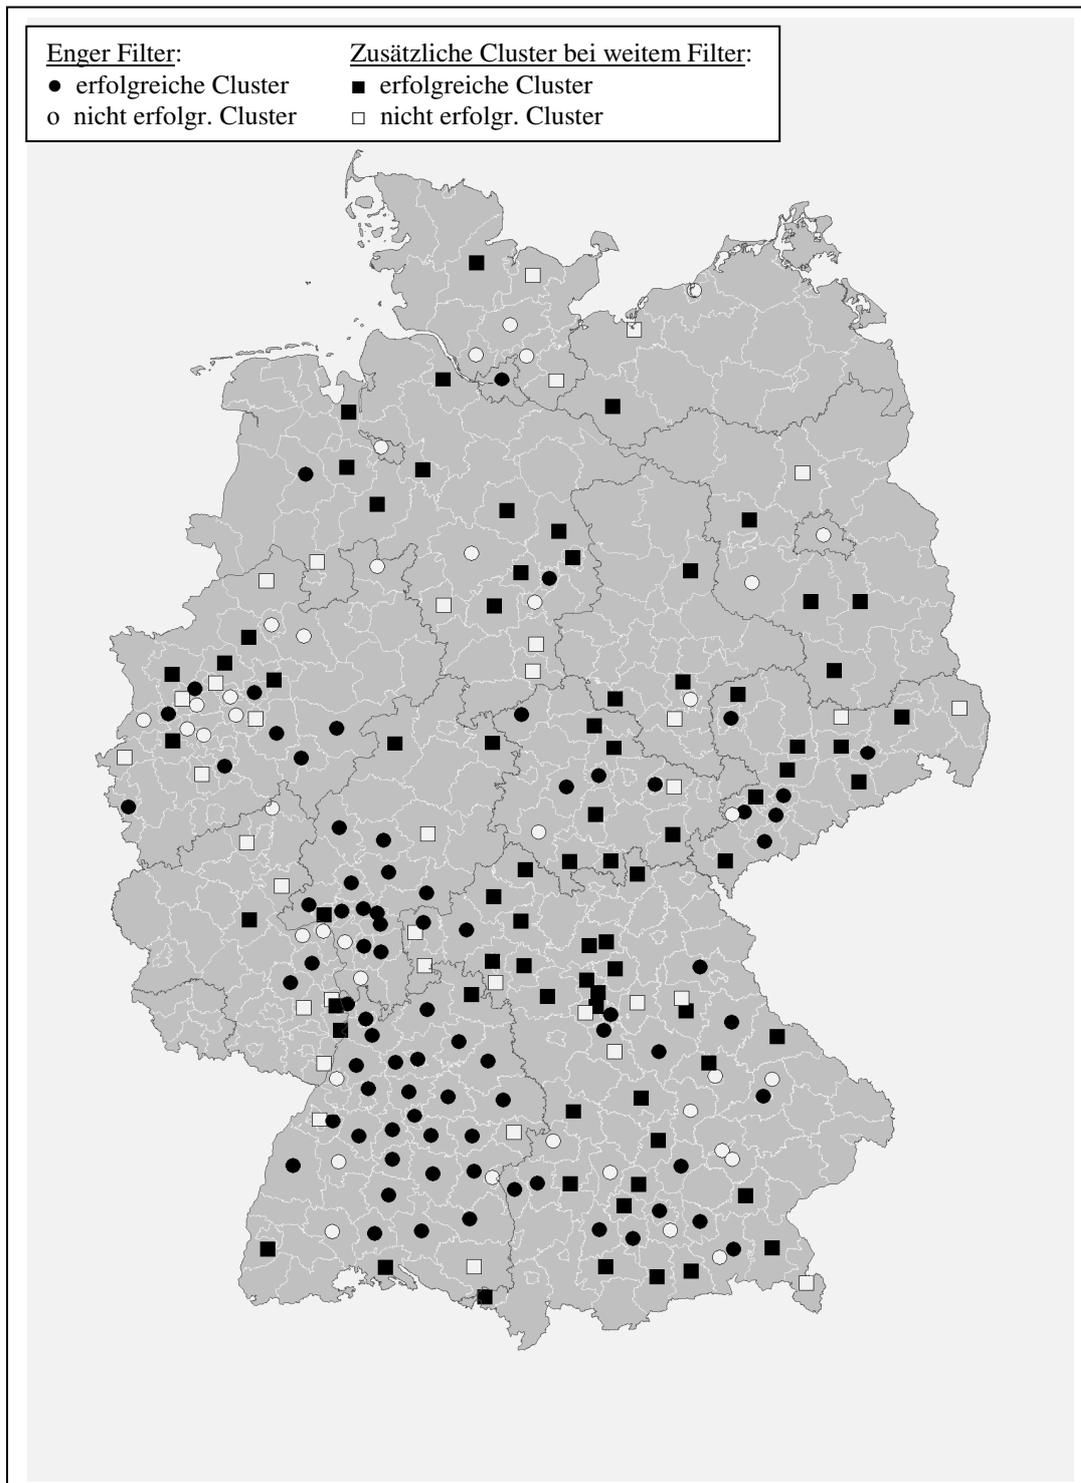 Enger Filter: Zusätzliche Cluster bei weitem Filter:
● erfolgreiche Cluster ■ erfolgreiche Cluster
○ nicht erfolgr. Cluster □ nicht erfolgr. Cluster